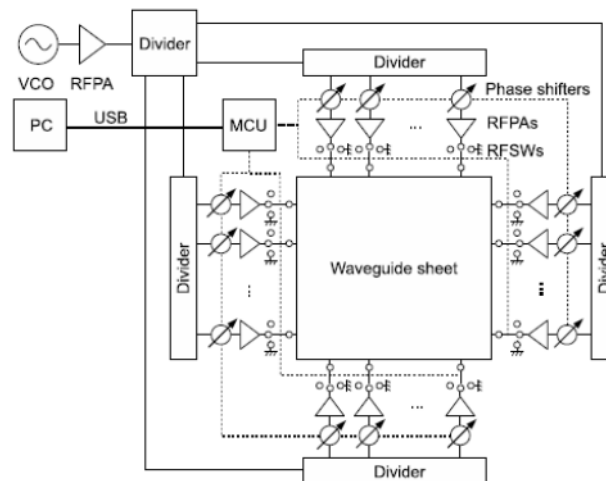 Divider
Divider
VCO
RFPA
Phase shifters
USB
PC
MCU
...
RFPAs
RFSWs
Divider
Waveguide sheet
Divider
...
...
...
Divider